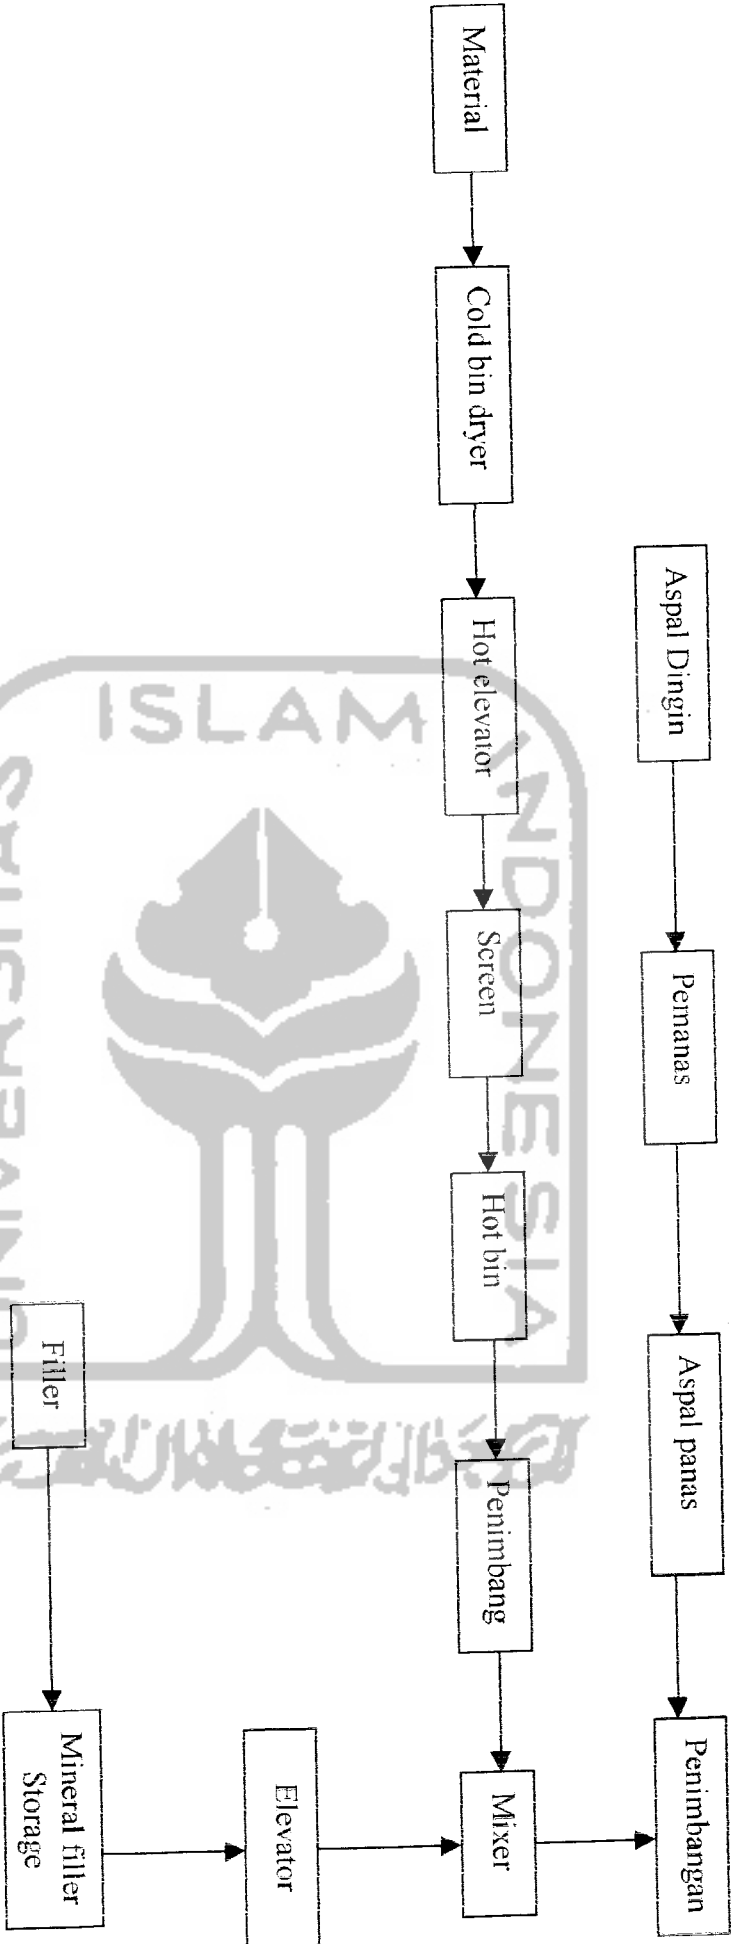 Aspal Dingin
Pemanas
Aspal panas
Penimbangan
Material
Cold bin dryer
Hot elevator
Screen
Hot bin
Penimbang
Mixer
Elevator
Filler
Mineral filler
Storage
ISLAM
INDONESIA